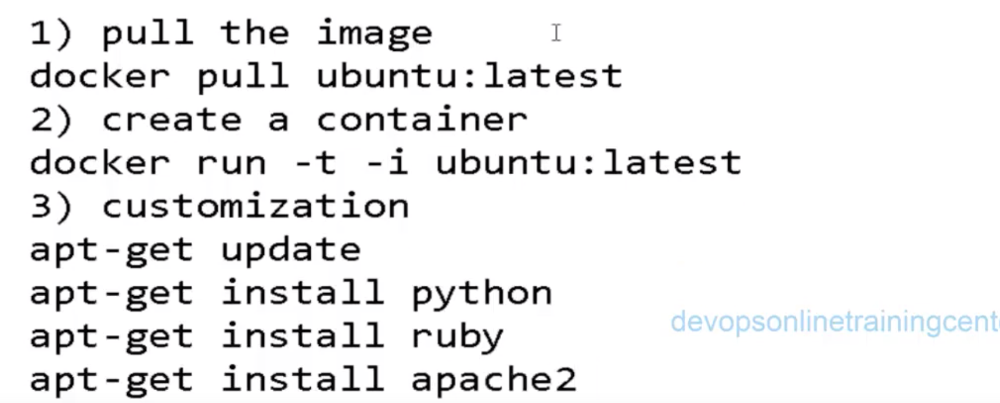 1) pull the image
docker pull ubuntu:latest
2) create a container
docker run -t -i ubuntu:latest
3) customization
apt-get update
apt-get install python
apt-get install ruby
devopsonlinetrainingcent
apt-get install apache2